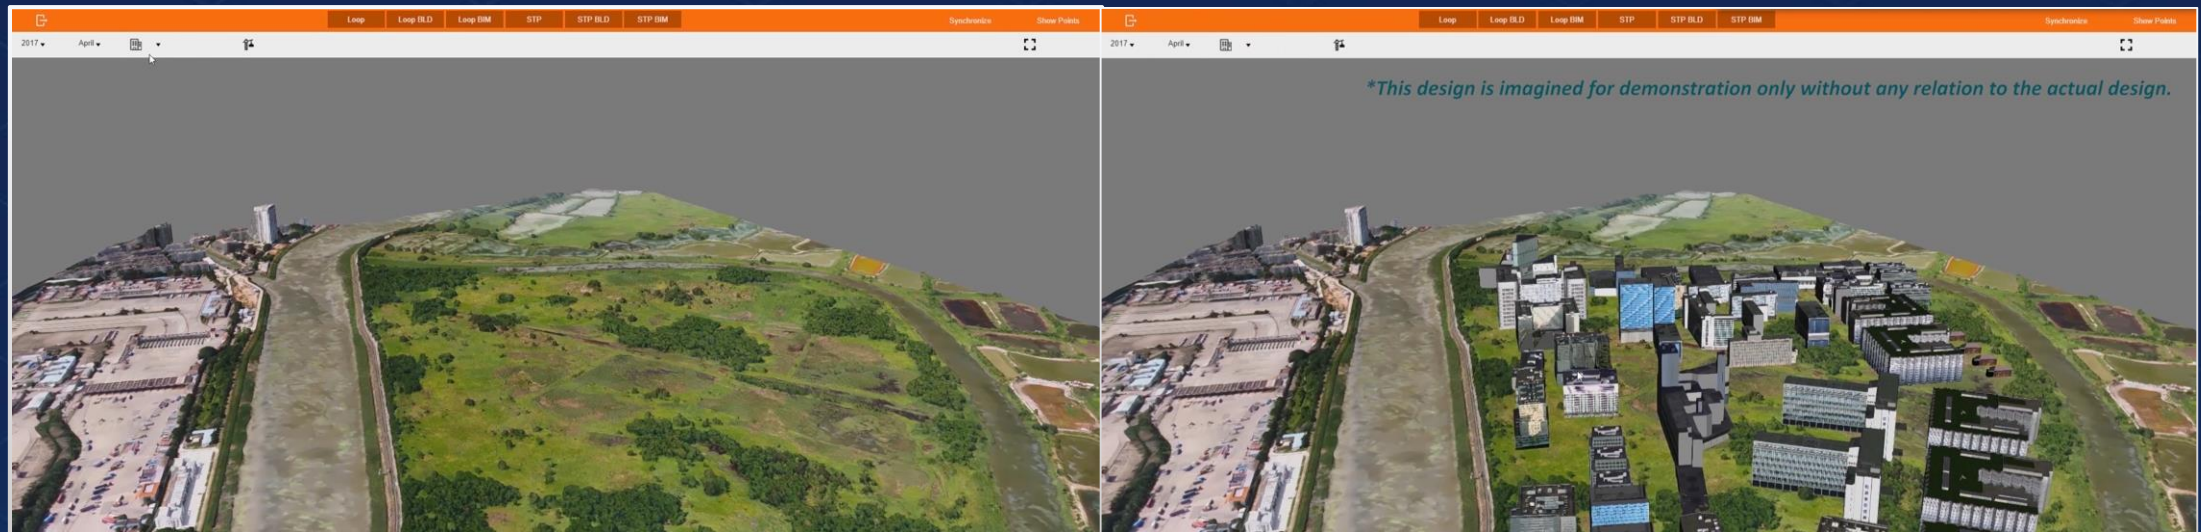 Loop Loop BLD Loop BIM STP STP BLD STP BIM Synchronize Show Points
2017 April
Loop Loop BLD Loop BIM STP STP BLD STP BIM Synchronize Show Points
2017 April
*This design is imagined for demonstration only without any relation to the actual design.